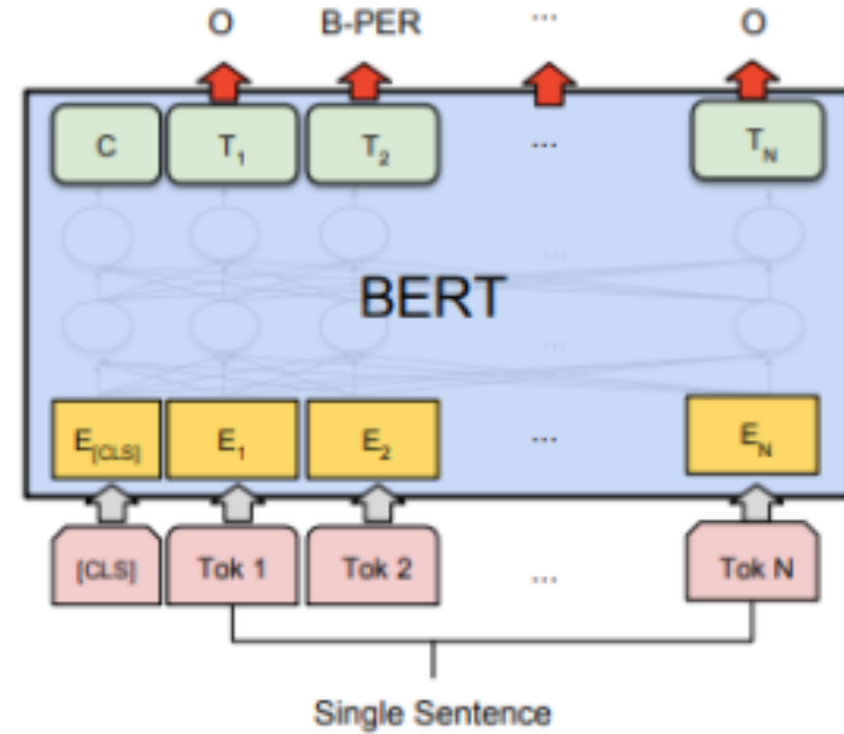 O B-PER ... O
C T1 T2 ... TN
...
BERT
...
E[CLS] E1 E2 ... EN
[CLS] Tok 1 Tok 2 ... Tok N
Single Sentence